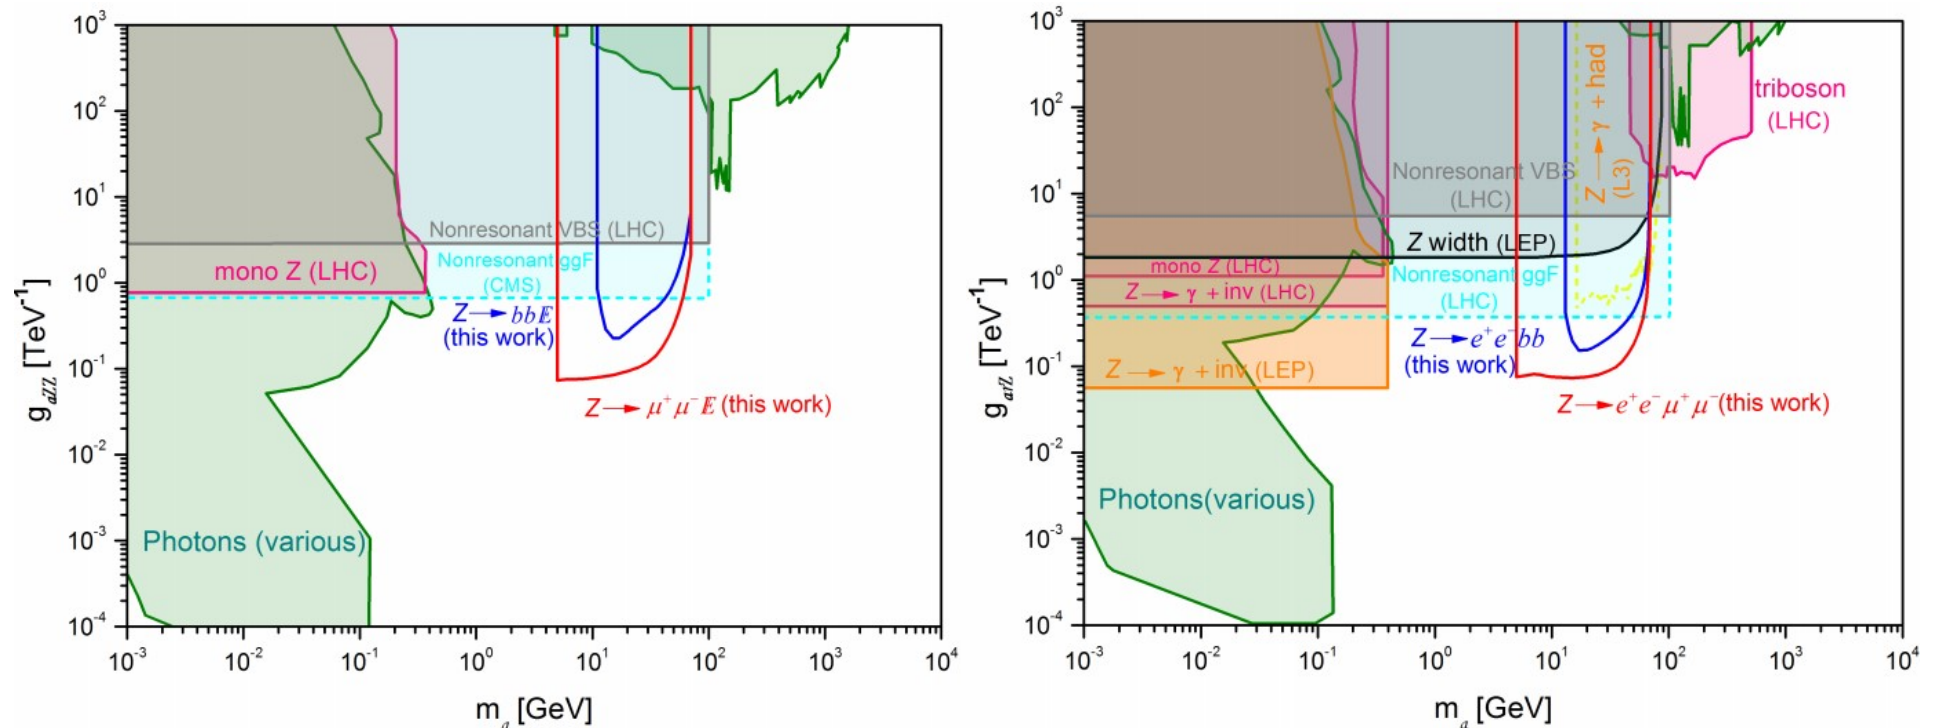 10³
10²
10¹
10⁰
10⁻¹
10⁻²
10⁻³
10⁻⁴
g_aZZ [TeV⁻¹]
Nonresonant VBS (LHC)
mono Z (LHC)
Nonresonant ggF
(CMS)
Z → bbE̸
(this work)
Z → μ⁺ μ⁻ E̸ (this work)
Photons (various)
10⁻³ 10⁻² 10⁻¹ 10⁰ 10¹ 10² 10³ 10⁴
m_a [GeV]
10³
10²
10¹
10⁰
10⁻¹
10⁻²
10⁻³
10⁻⁴
g_aγZ [TeV⁻¹]
Z → γ + had
(L3)
triboson
(LHC)
Nonresonant VBS
(LHC)
Z width (LEP)
mono Z (LHC)
Nonresonant ggF
(LHC)
Z → γ + inv (LHC)
Z → e⁺e⁻bb
(this work)
Z → γ + inv (LEP)
Z → e⁺e⁻ μ⁺ μ⁻ (this work)
Photons(various)
10⁻³ 10⁻² 10⁻¹ 10⁰ 10¹ 10² 10³ 10⁴
m_a [GeV]